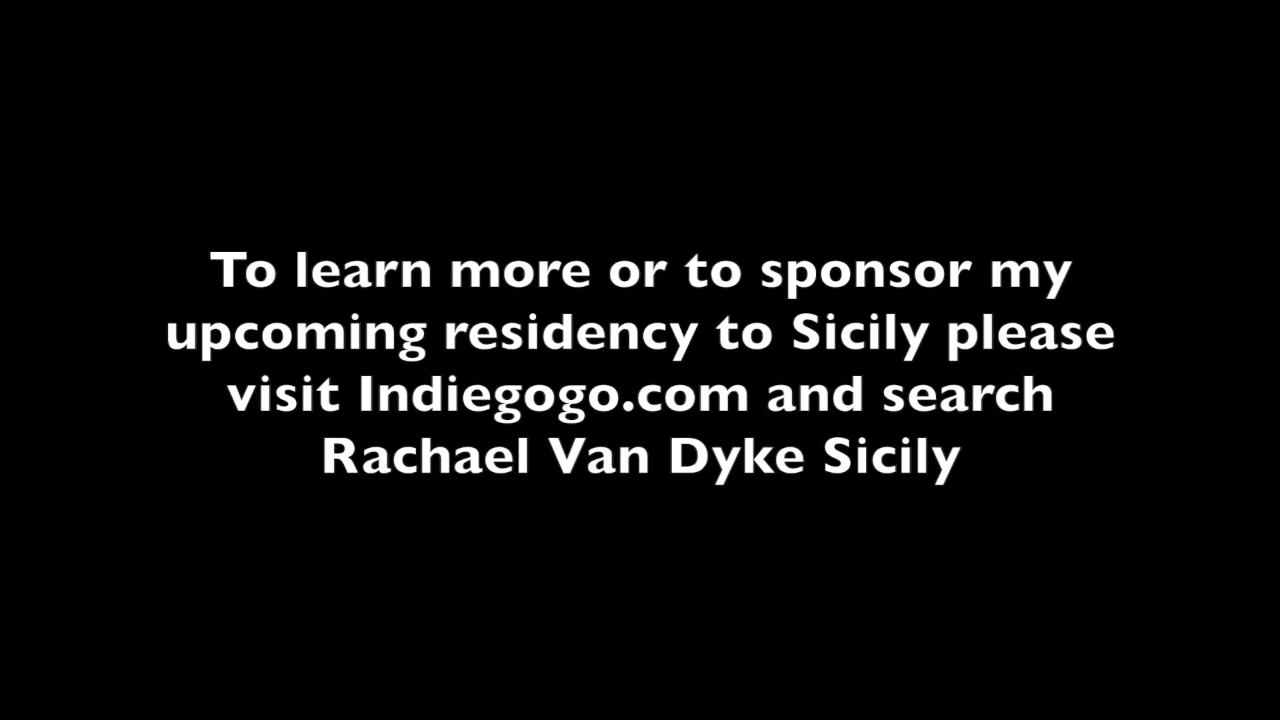 To learn more or to sponsor my
upcoming residency to Sicily please
visit Indiegogo.com and search
Rachael Van Dyke Sicily